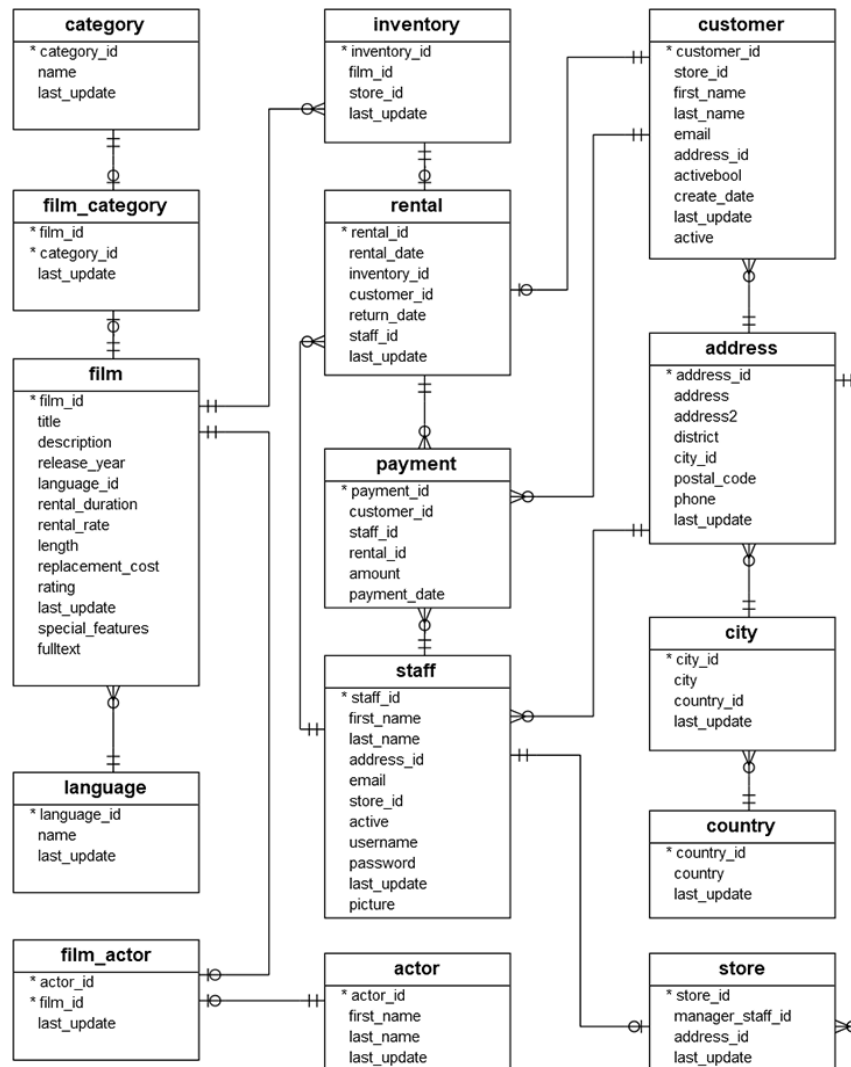 category
* category_id
name
last_update
film_category
* film_id
* category_id
last_update
film
* film_id
title
description
release_year
language_id
rental_duration
rental_rate
length
replacement_cost
rating
last_update
special_features
fulltext
language
* language_id
name
last_update
film_actor
* actor_id
* film_id
last_update
inventory
* inventory_id
film_id
store_id
last_update
rental
* rental_id
rental_date
inventory_id
customer_id
return_date
staff_id
last_update
payment
* payment_id
customer_id
staff_id
rental_id
amount
payment_date
staff
* staff_id
first_name
last_name
address_id
email
store_id
active
username
password
last_update
picture
actor
* actor_id
first_name
last_name
last_update
customer
* customer_id
store_id
first_name
last_name
email
address_id
activebool
create_date
last_update
active
address
* address_id
address
address2
district
city_id
postal_code
phone
last_update
city
* city_id
city
country_id
last_update
country
* country_id
country
last_update
store
* store_id
manager_staff_id
address_id
last_update